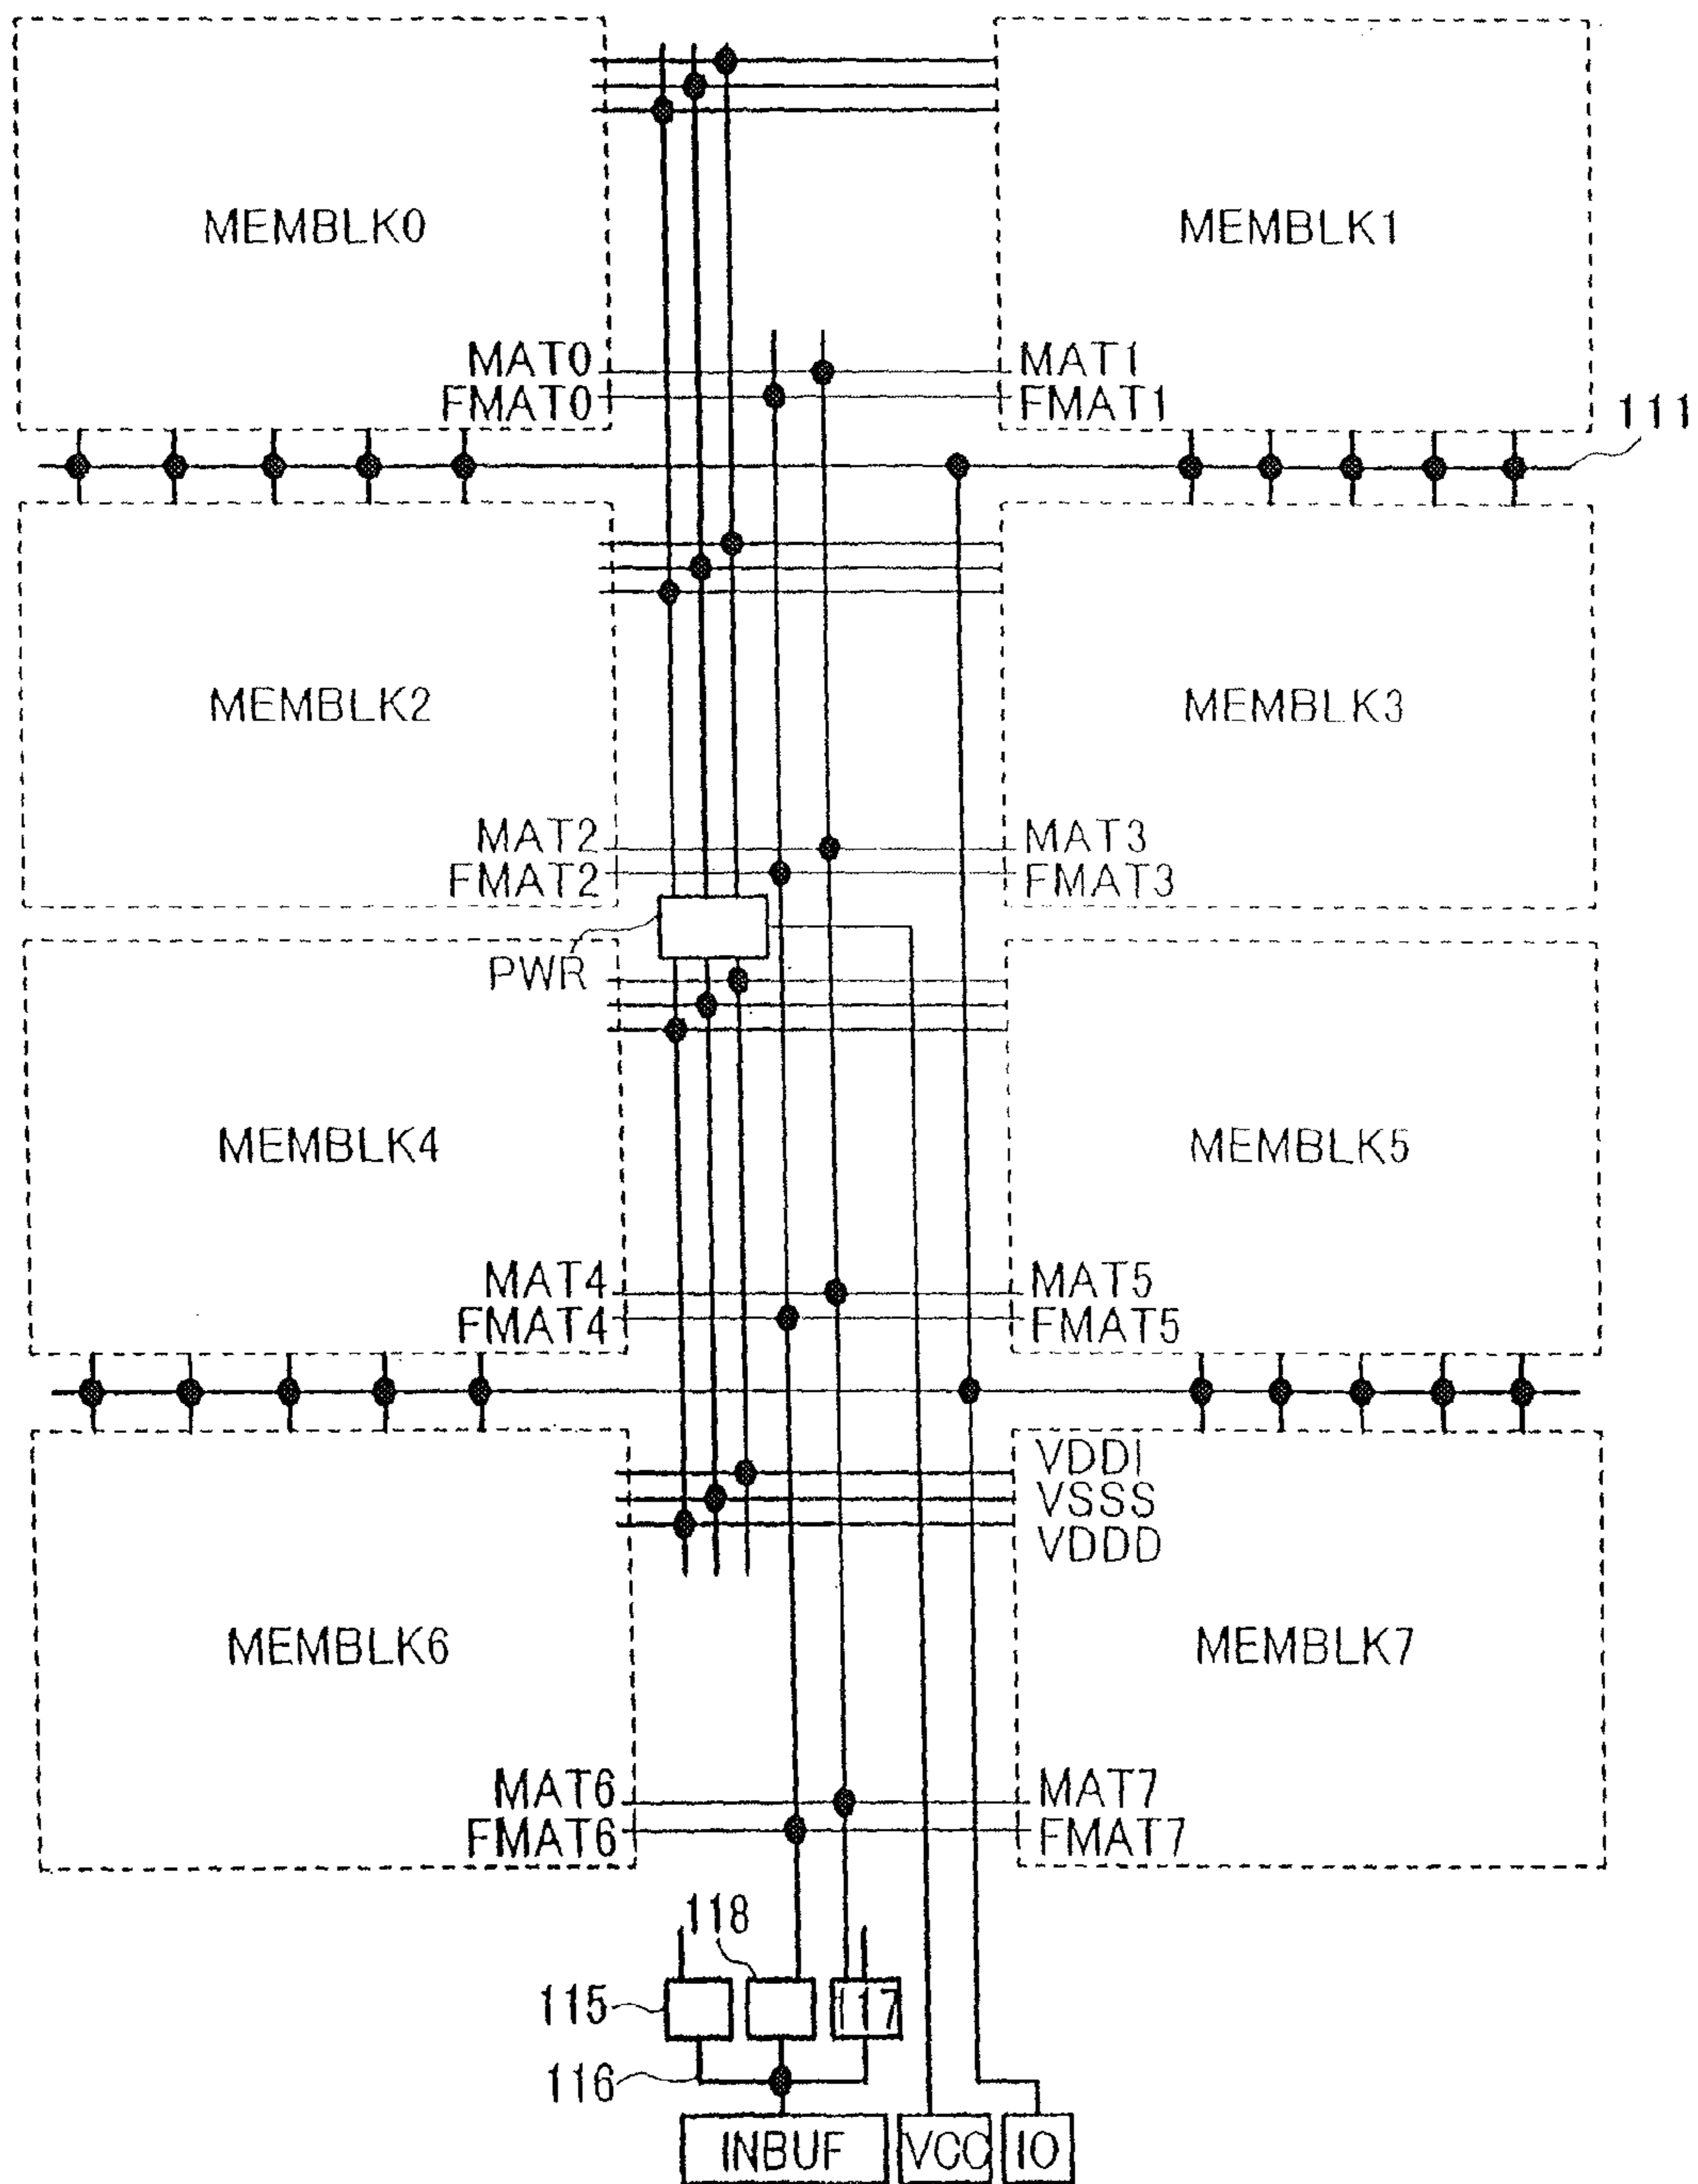 MEMBLK0
MEMBLK1
MAT0
MAT1
FMAT0
FMAT1
111
MEMBLK2
MEMBLK3
MAT2
MAT3
FMAT2
FMAT3
PWR
MEMBLK4
MEMBLK5
MAT4
MAT5
FMAT4
FMAT5
VDDI
VSSS
VDDD
MEMBLK6
MEMBLK7
MAT6
MAT7
FMAT6
FMAT7
118
115
117
116
INBUF
VCC
IO